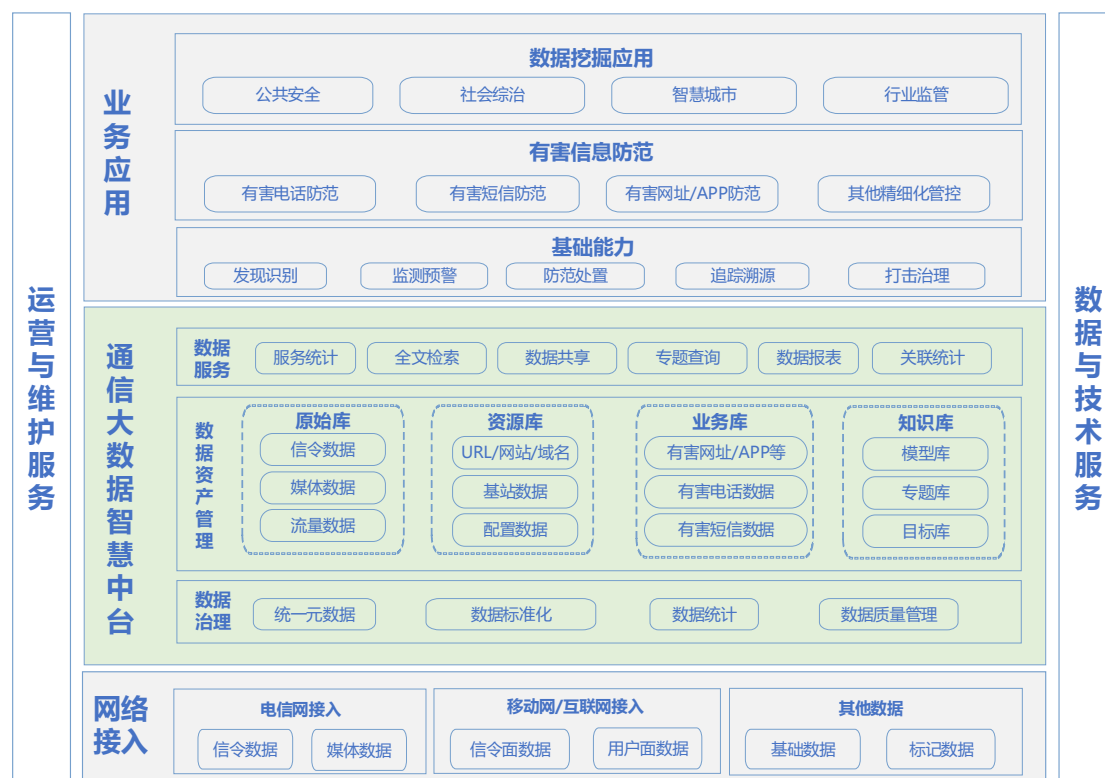 运营与维护服务
业务应用
数据挖掘应用
公共安全
社会综治
智慧城市
行业监管
有害信息防范
有害电话防范
有害短信防范
有害网址/APP防范
其他精细化管控
基础能力
发现识别
监测预警
防范处置
追踪溯源
打击治理
通信大数据智慧中台
数据
服务
服务统计
全文检索
数据共享
专题查询
数据报表
关联统计
数据资产管理
原始库
信令数据
媒体数据
流量数据
资源库
URL/网站/域名
基站数据
配置数据
业务库
有害网址/APP等
有害电话数据
有害短信数据
知识库
模型库
专题库
目标库
数据
治理
统一元数据
数据标准化
数据统计
数据质量管理
网络
接入
电信网接入
信令数据
媒体数据
移动网/互联网接入
信令面数据
用户面数据
其他数据
基础数据
标记数据
数据与技术服务